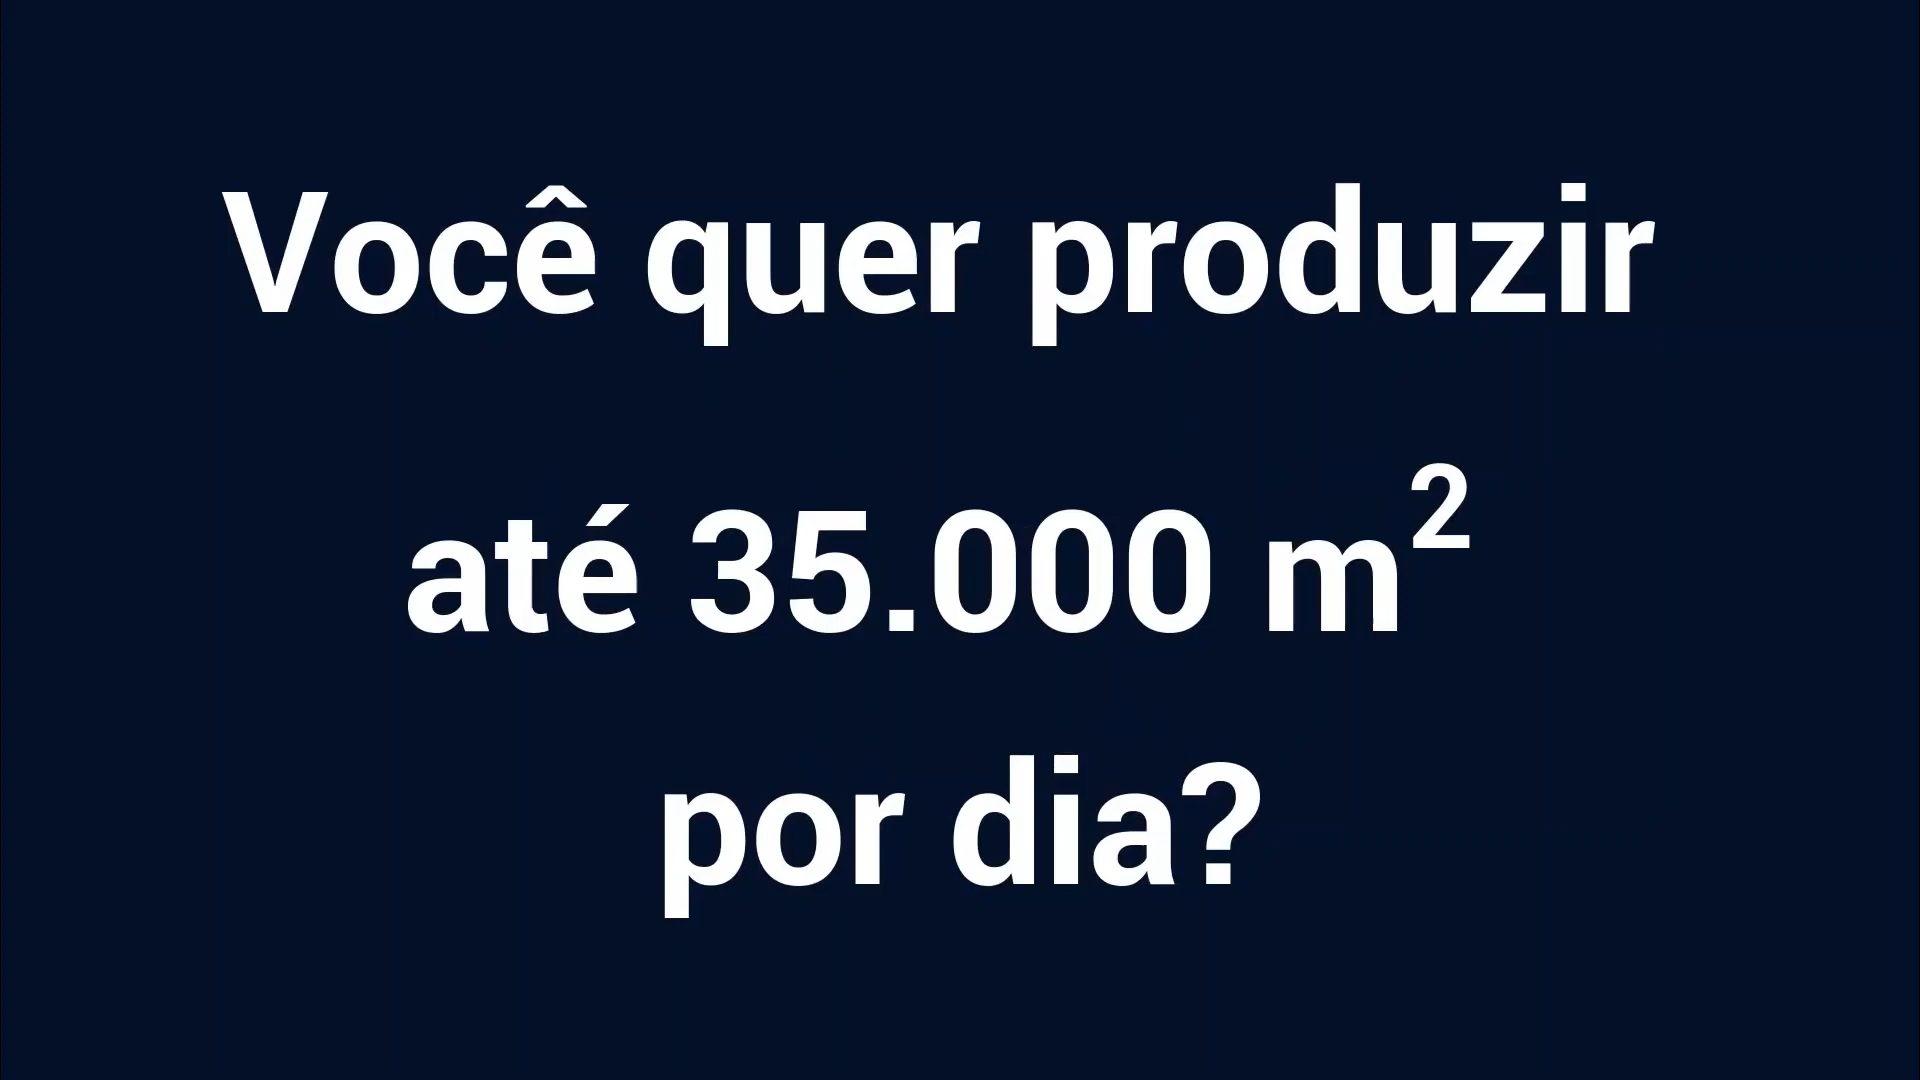 Você quer produzir
até 35.000 m²
por dia?